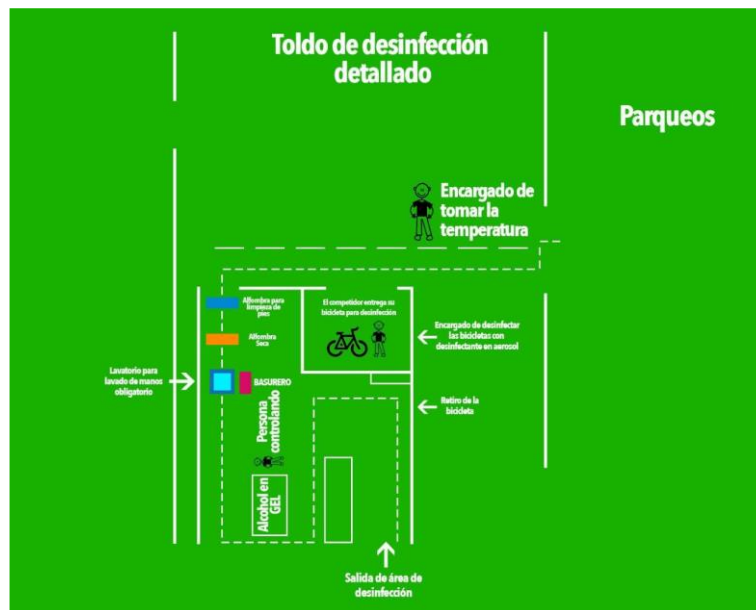 Toldo de desinfección
detallado
Parqueos
Encargado de
tomar la
temperatura
Alfombra para
limpieza de
pies
El competidor entrega su
bicicleta para desinfección
Alfombra
Seca
Encargado de desinfectar
las bicicletas con
desinfectante en aerosol
Lavatorio para
lavado de manos
obligatorio
BASURERO
Retiro de la
bicicleta
Persona
controlando
Alcohol en
GEL
Salida de área de
desinfección